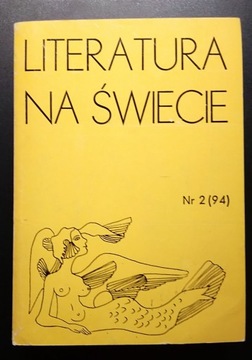 LITERATURA
NA ŚWIECIE
Nr 2 (94)